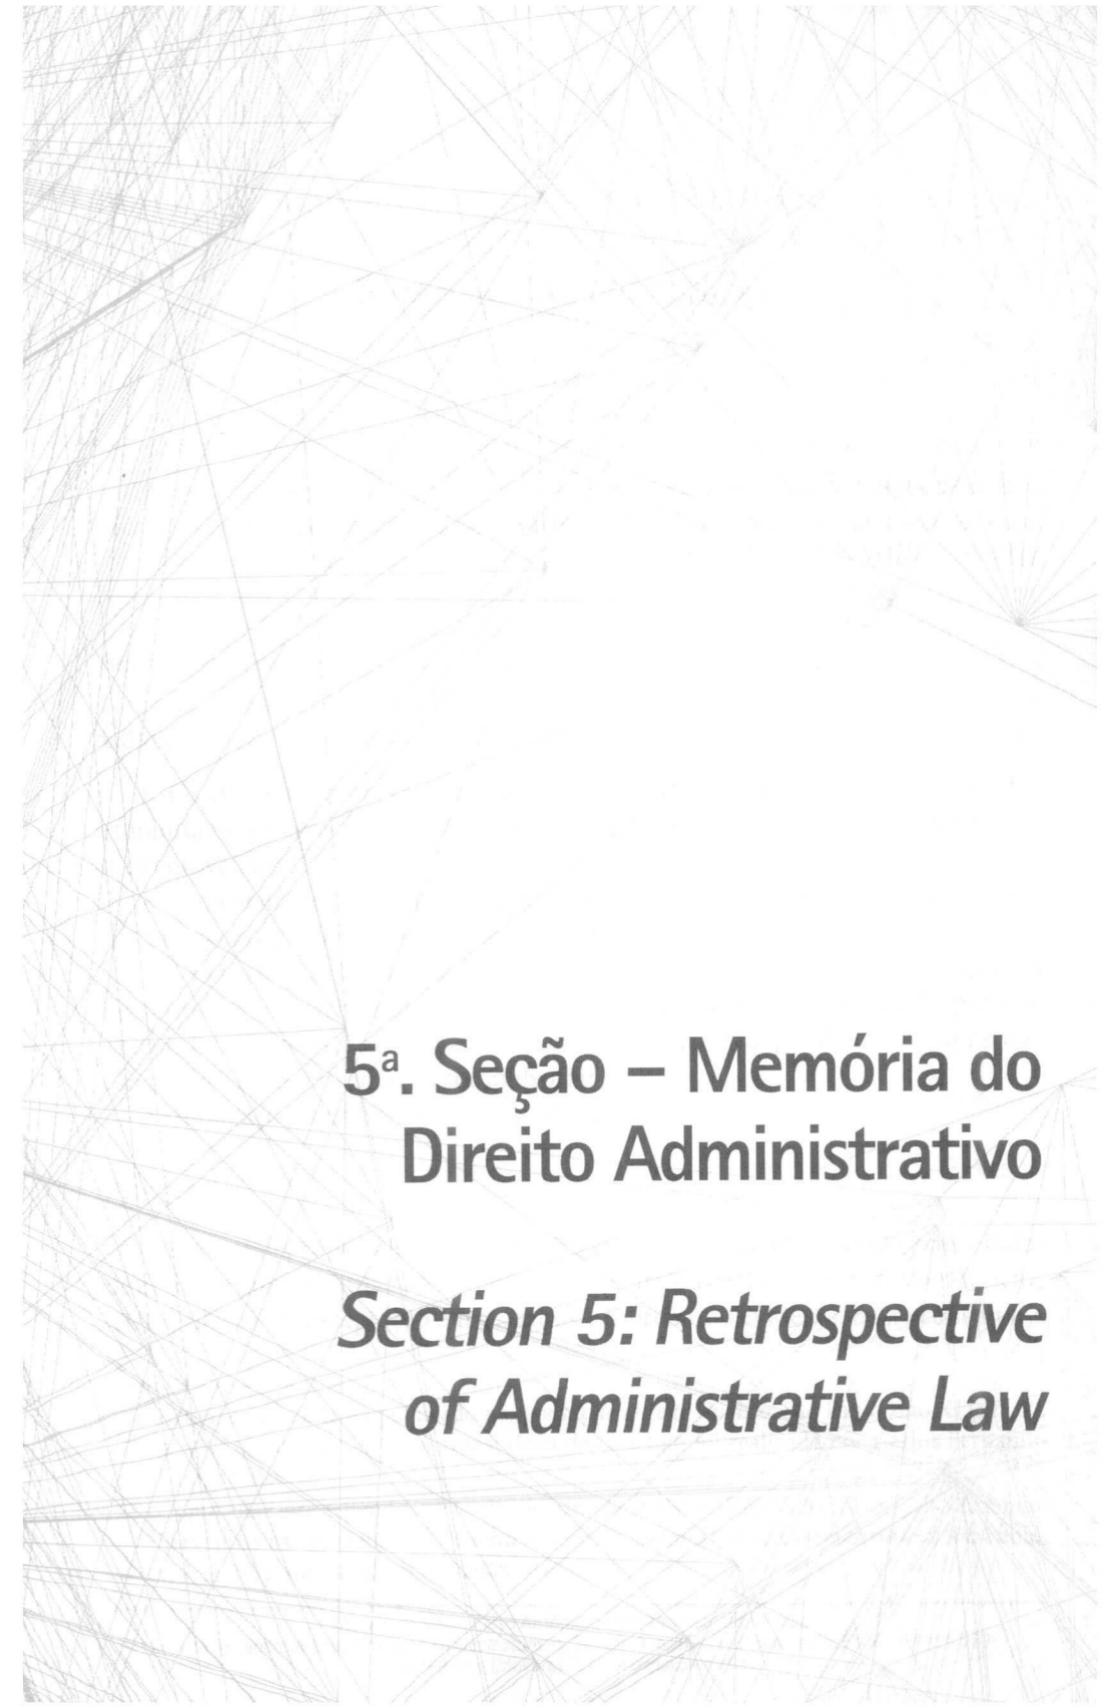 5ª. Seção – Memória do
Direito Administrativo
Section 5: Retrospective
of Administrative Law